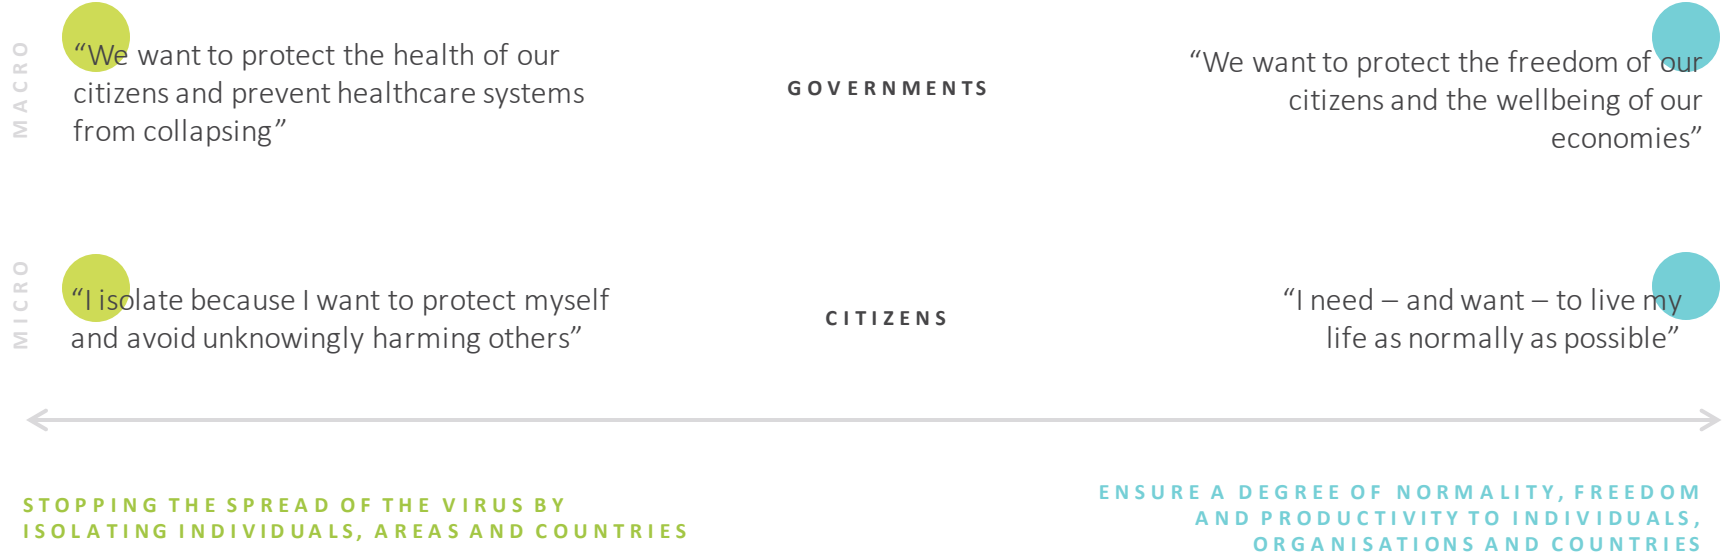 MACRO
“We want to protect the health of our
citizens and prevent healthcare systems
from collapsing”
GOVERNMENTS
“We want to protect the freedom of our
citizens and the wellbeing of our
economies”
MICRO
“I isolate because I want to protect myself
and avoid unknowingly harming others”
CITIZENS
“I need – and want – to live my
life as normally as possible”
STOPPING THE SPREAD OF THE VIRUS BY
ISOLATING INDIVIDUALS, AREAS AND COUNTRIES
ENSURE A DEGREE OF NORMALITY, FREEDOM
AND PRODUCTIVITY TO INDIVIDUALS,
ORGANISATIONS AND COUNTRIES